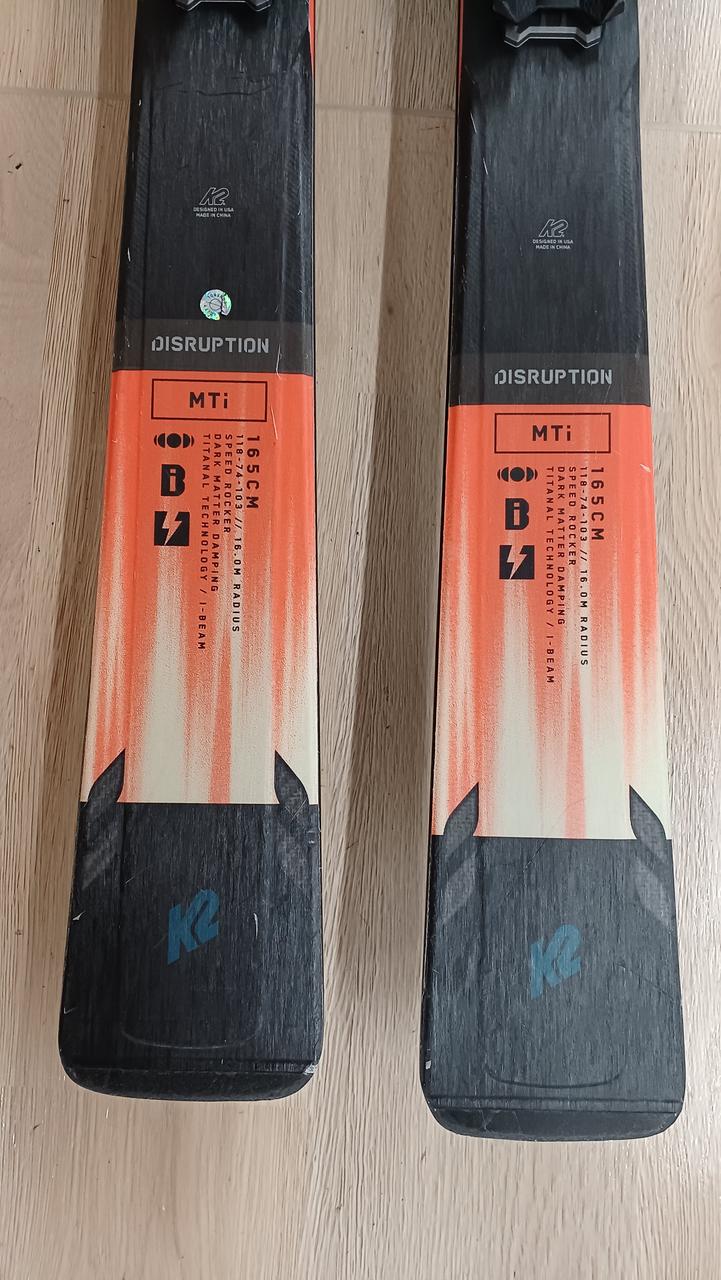 K2
DESIGNED IN USA
MADE IN CHINA
DISRUPTION
MTi
165CM
118-74-103 // 16.0M RADIUS
SPEED ROCKER
DARK MATTER DAMPING
TITANAL TECHNOLOGY / I-BEAM
B
K2
K2
DESIGNED IN USA
MADE IN CHINA
DISRUPTION
MTi
165CM
118-74-103 // 16.0M RADIUS
SPEED ROCKER
DARK MATTER DAMPING
TITANAL TECHNOLOGY / I-BEAM
B
K2